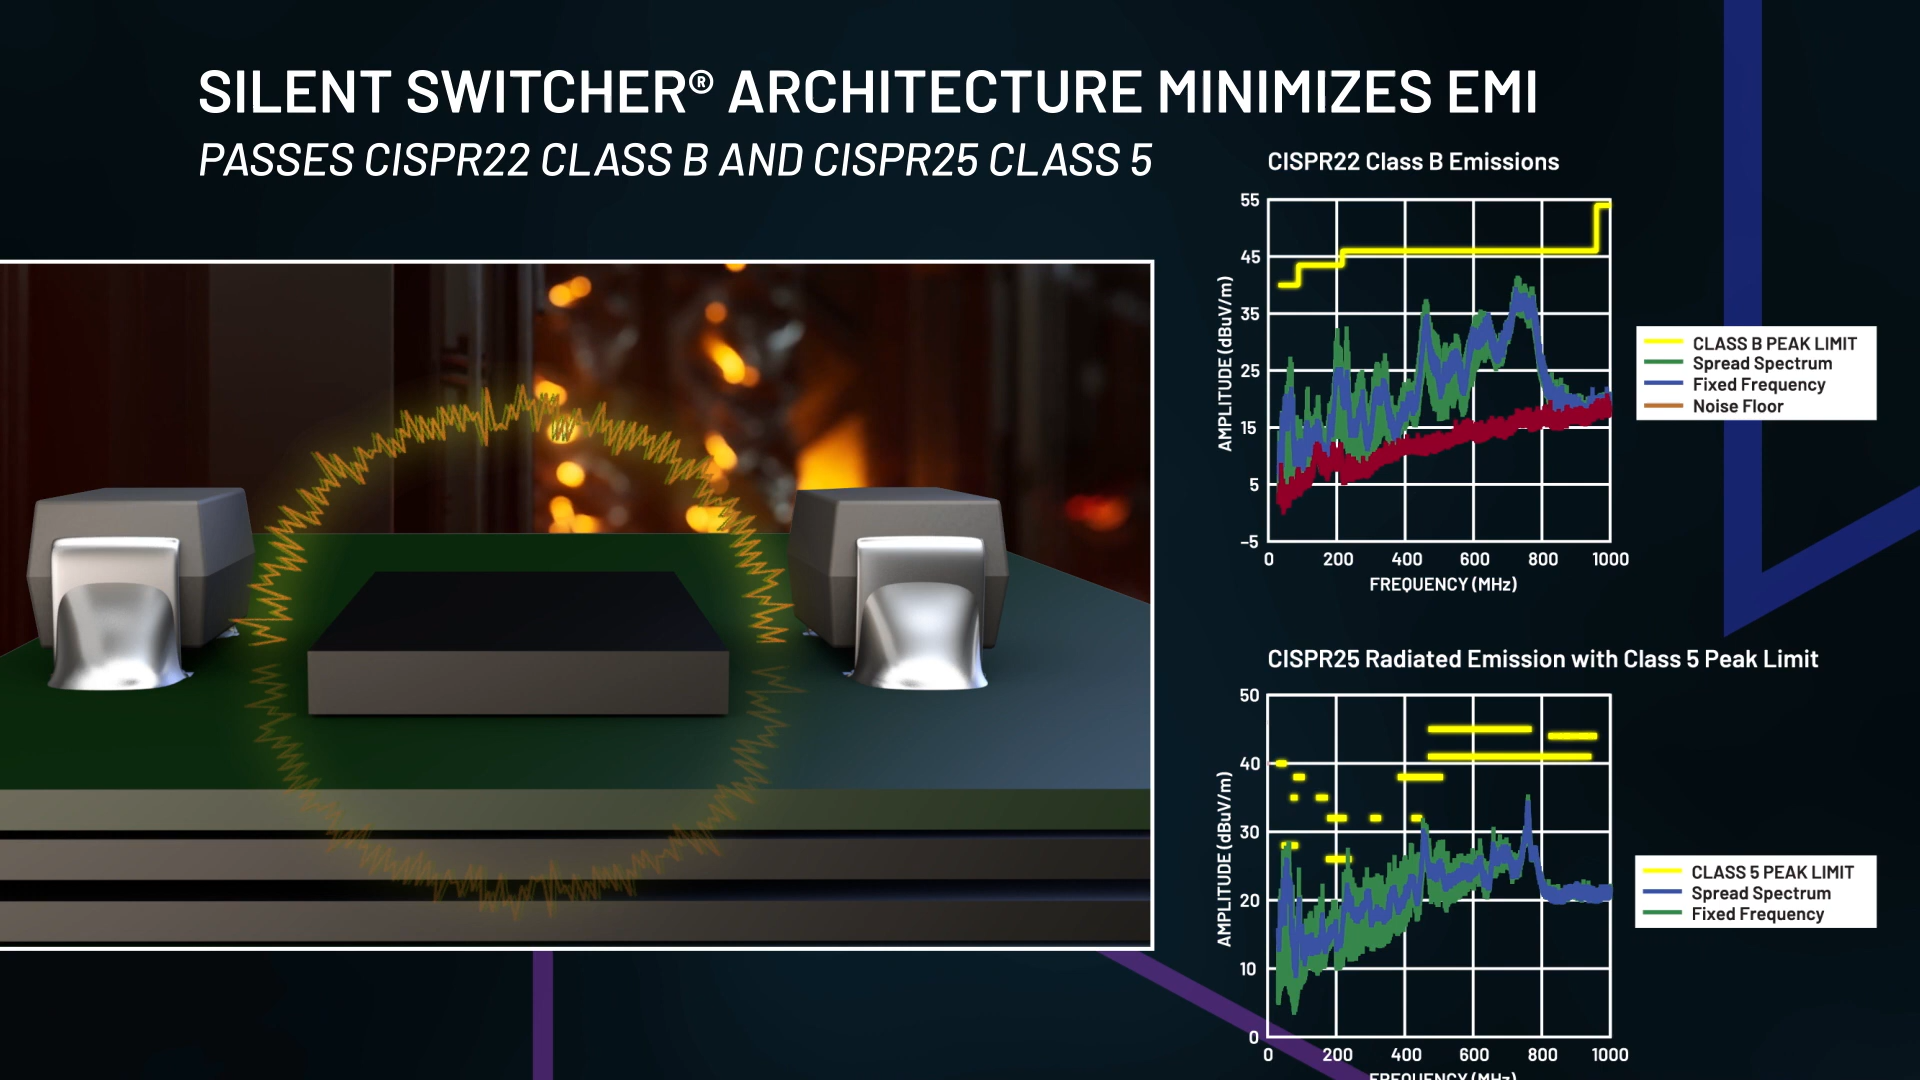 SILENT SWITCHER® ARCHITECTURE MINIMIZES EMI
PASSES CISPR22 CLASS B AND CISPR25 CLASS 5
CISPR22 Class B Emissions
55
45
35
25
15
5
–5
AMPLITUDE (dBuV/m)
0 200 400 600 800 1000
FREQUENCY (MHz)
CLASS B PEAK LIMIT
Spread Spectrum
Fixed Frequency
Noise Floor
CISPR25 Radiated Emission with Class 5 Peak Limit
50
40
30
20
10
0
AMPLITUDE (dBuV/m)
0 200 400 600 800 1000
FREQUENCY (MHz)
CLASS 5 PEAK LIMIT
Spread Spectrum
Fixed Frequency